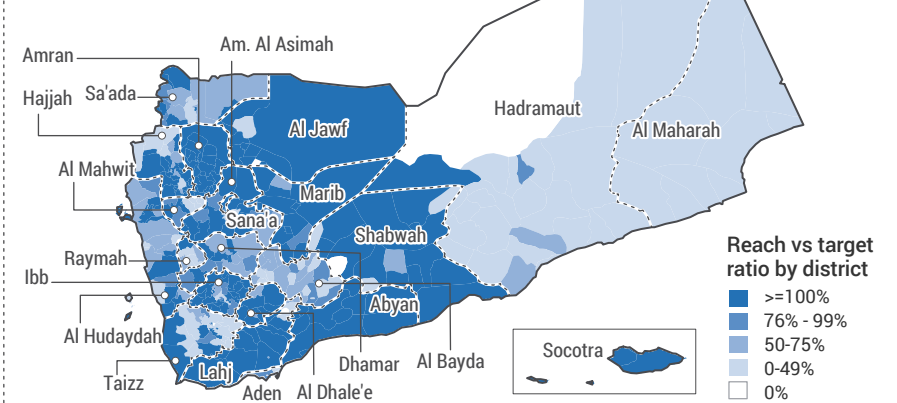 Am. Al Asimah
Amran
Sa'ada
Hajjah
Hadramaut
Al Jawf
Al Maharah
Al Mahwit
Marib
Sana'a
Shabwah
Raymah
Ibb
Abyan
Al Hudaydah
Taizz
Lahj
Aden
Al Dhale'e
Dhamar
Al Bayda
Socotra
Reach vs target
ratio by district
>=100%
76% - 99%
50-75%
0-49%
0%